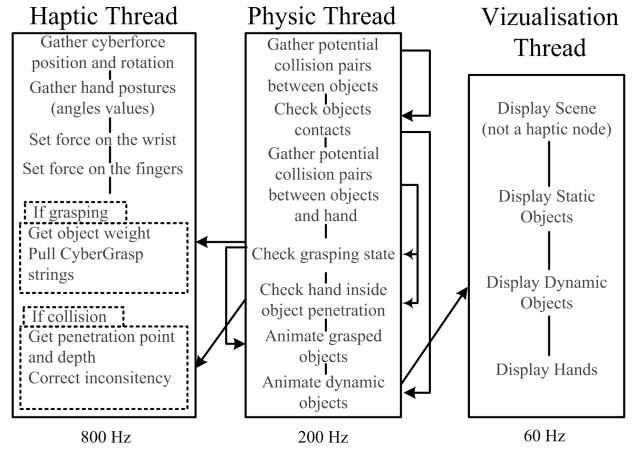 Haptic Thread
Gather cyberforce
position and rotation
Gather hand postures
(angles values)
Set force on the wrist
Set force on the fingers
If grasping
Get object weight
Pull CyberGrasp
strings
If collision
Get penetration point
and depth
Correct inconsitency
800 Hz
Physic Thread
Gather potential
collision pairs
between objects
Check objects
contacts
Gather potential
collision pairs
between objects
and hand
Check grasping state
Check hand inside
object penetration
Animate grasped
objects
Animate dynamic
objects
200 Hz
Vizualisation
Thread
Display Scene
(not a haptic node)
Display Static
Objects
Display Dynamic
Objects
Display Hands
60 Hz